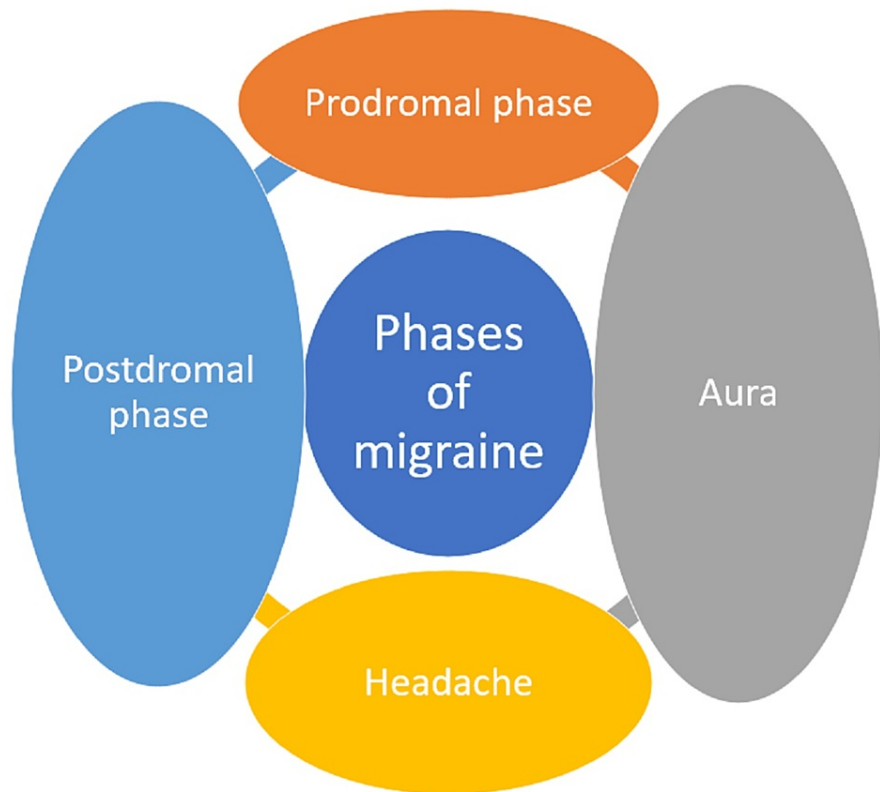 Prodromal phase
Phases
of
migraine
Postdromal
phase
Aura
Headache